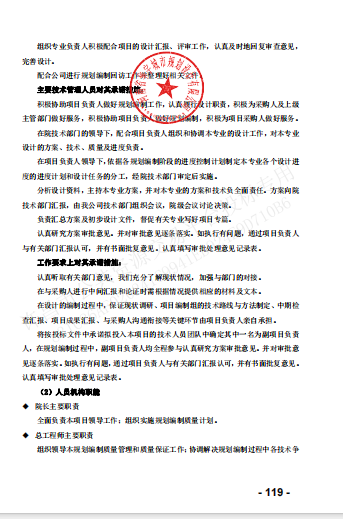 组织专业负责人积极配合项目的设计汇报、评审工作，认真及时地回复审查意见，
完善设计。
配合公司进行规划编制回访工作并整理好相关文件。
主要技术管理人员对其承诺措施：
积极协助项目负责人做好规划编制工作，认真履行设计职责，积极为采购人及上级
主管部门做好服务，积极协助项目负责人做好规划编制，积极为项目采购人做好服务。
在院技术部门的领导下，配合项目负责人组织和协调本专业的设计工作，对本专业
设计的方案、技术、质量及进度负责。
在项目负责人领导下，依据各规划编制阶段的进度控制计划制定本专业各个设计进
度的进度计划和设计任务的分工，经院技术部门审定后实施。
分析设计资料，主持本专业方案，并对本专业的方案和技术负全面责任。方案向院
技术部门汇报，由我公司技术部门组织会议，院级会议讨论决策。
负责汇总方案及初步设计文件，督促有关专业写好项目专篇。
认真研究方案审批意见。并对审批意见逐条落实。如执行有问题，通过项目负责人
与有关部门汇报认可，并有书面批复意见。认真填写审批处理意见记录表。
工作要求上对其承诺措施：
认真听取有关部门意见，我们充分了解现状情况，加强与部门的对接。
在与采购人进行中间汇报和论证时需根据情况提供相应的材料及文本。
在设计的编制过程中，保证现状调研、项目编制组的技术路线与方法制定、中期检
查汇报、项目成果汇报、与采购人沟通衔接等关键环节由项目负责人亲自承担。
将按投标文件中承诺拟投入本项目的技术人员团队中确定其中一名为副项目负责
人，在规划编制过程中，副项目负责人均全程参与认真研究方案审批意见。并对审批意
见逐条落实。如执行有问题，通过项目负责人与有关部门汇报认可，并有书面批复意见。
认真填写审批处理意见记录表。
（2）人员机构职能
◆ 院长主要职责
全面负责本项目领导工作；组织实施规划编制质量计划。
◆ 总工程师主要职责
组织领导本规划编制质量管理和质量保证工作；协调解决规划编制过程中各技术争
- 119 -